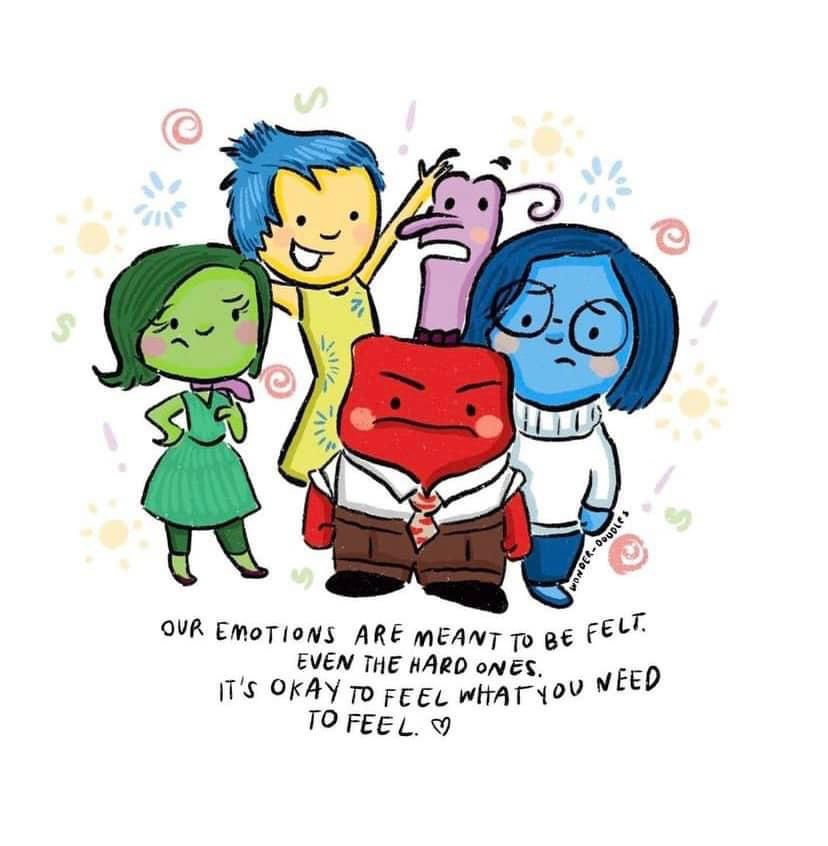 WONDER-DOUDLES
OUR EMOTIONS ARE MEANT TO BE FELT.
EVEN THE HARD ONES.
IT'S OKAY TO FEEL WHAT YOU NEED
TO FEEL. ♡